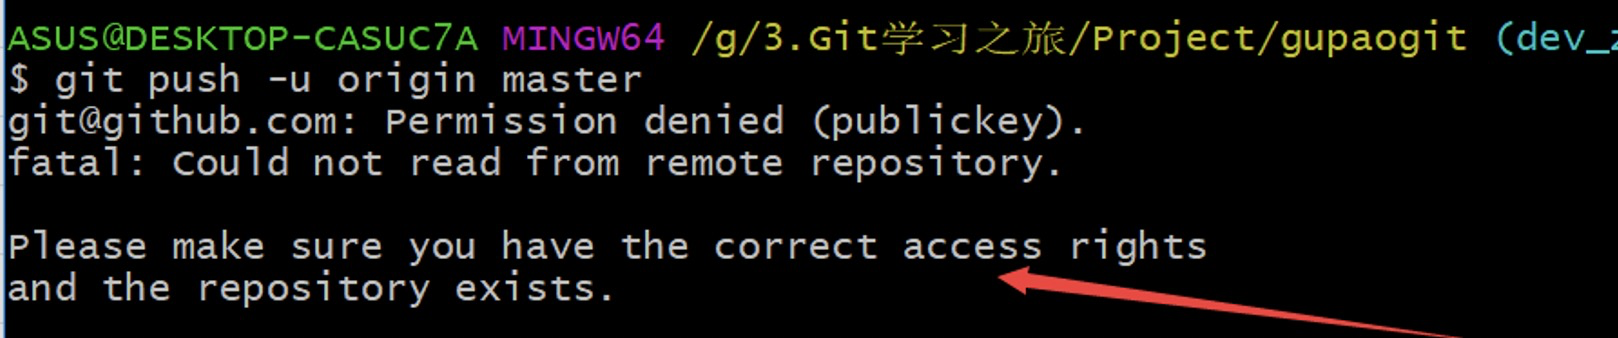 ASUS@DESKTOP-CASUC7A MINGW64 /g/3.Git学习之旅/Project/gupaogit (dev_z
$ git push -u origin master
git@github.com: Permission denied (publickey).
fatal: Could not read from remote repository.
Please make sure you have the correct access rights
and the repository exists.